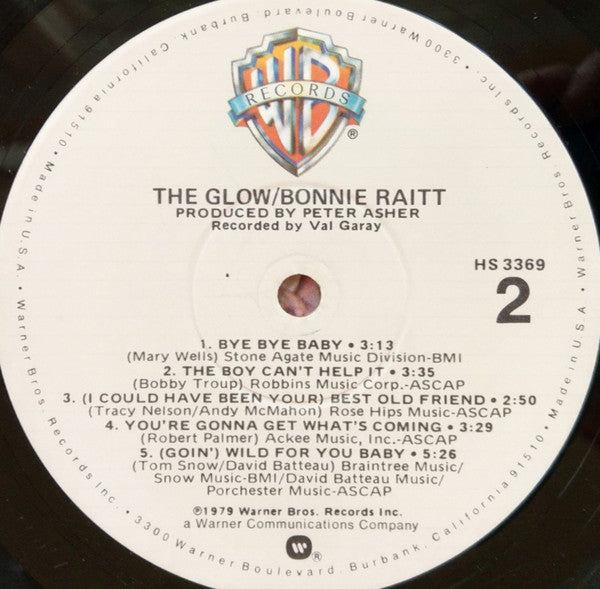 WB
RECORDS
®
THE GLOW/BONNIE RAITT
PRODUCED BY PETER ASHER
Recorded by Val Garay
HS 3369
2
1. BYE BYE BABY • 3:13
(Mary Wells) Stone Agate Music Division-BMI
2. THE BOY CAN'T HELP IT • 3:35
(Bobby Troup) Robbins Music Corp.-ASCAP
3. (I COULD HAVE BEEN YOUR) BEST OLD FRIEND • 2:50
(Tracy Nelson/Andy McMahon) Rose Hips Music-ASCAP
4. YOU'RE GONNA GET WHAT'S COMING • 3:29
(Robert Palmer) Ackee Music, Inc.-ASCAP
5. (GOIN') WILD FOR YOU BABY • 5:26
(Tom Snow/David Batteau) Braintree Music/
Snow Music-BMI/David Batteau Music/
Porchester Music-ASCAP
℗1979 Warner Bros. Records Inc.
a Warner Communications Company
W®
Warner Bros. Records Inc. • 3300 Warner Boulevard, Burbank, California 91510 • Made in U.S.A. • Warner Bros. Records Inc. • 3300 Warner Boulevard, Burbank, California 91510 • Made in U.S.A. •